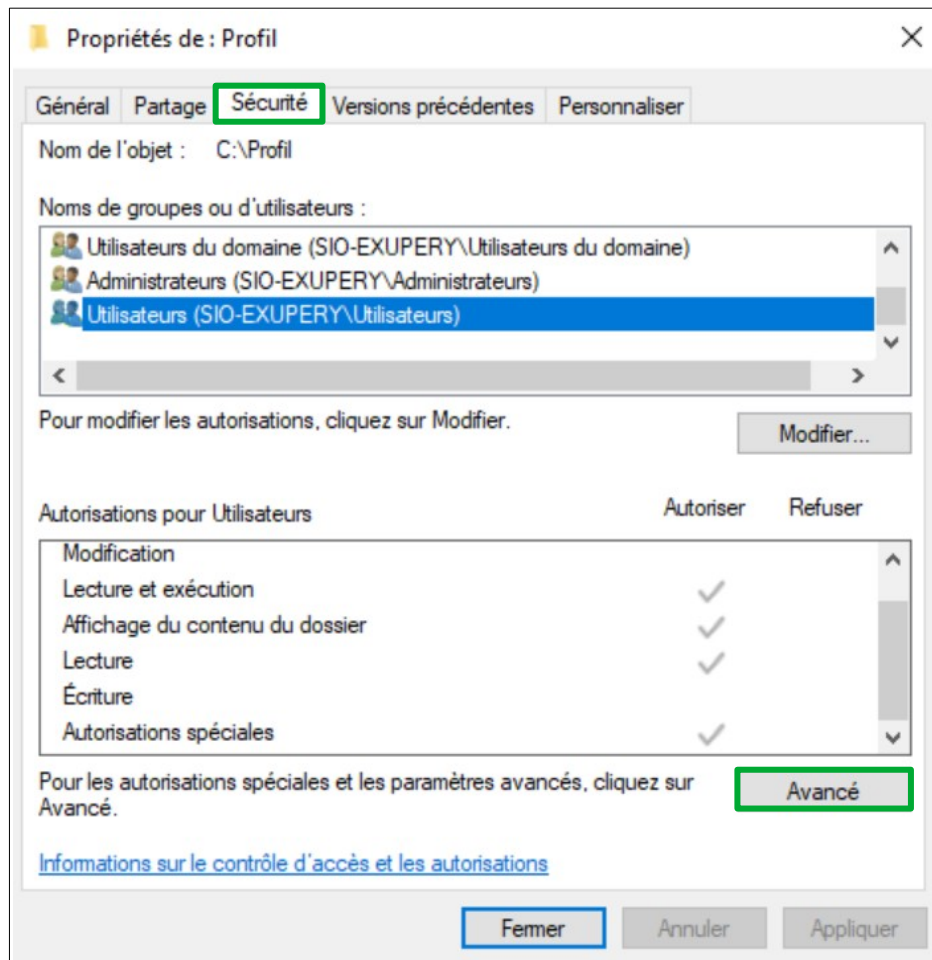 Propriétés de : Profil
Général Partage Sécurité Versions précédentes Personnaliser
Nom de l'objet : C:\Profil
Noms de groupes ou d'utilisateurs :
Utilisateurs du domaine (SIO-EXUPERY\Utilisateurs du domaine)
Administrateurs (SIO-EXUPERY\Administrateurs)
Utilisateurs (SIO-EXUPERY\Utilisateurs)
Pour modifier les autorisations, cliquez sur Modifier.
Modifier...
Autorisations pour Utilisateurs Autoriser Refuser
Modification
Lecture et exécution
Affichage du contenu du dossier
Lecture
Écriture
Autorisations spéciales
Pour les autorisations spéciales et les paramètres avancés, cliquez sur
Avancé.
Avancé
Informations sur le contrôle d'accès et les autorisations
Fermer Annuler Appliquer